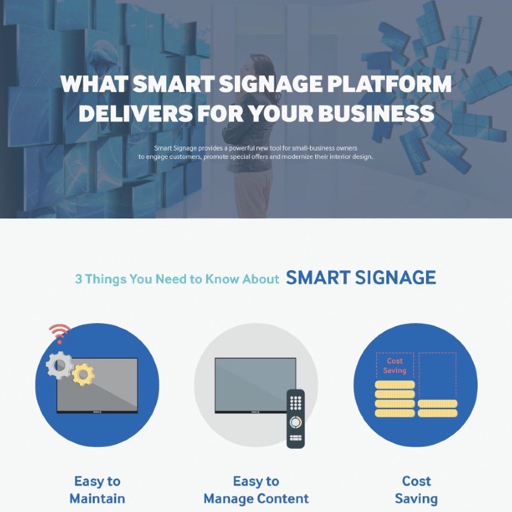 WHAT SMART SIGNAGE PLATFORM
DELIVERS FOR YOUR BUSINESS
Smart Signage provides a powerful new tool for small-business owners
to engage customers, promote special offers and modernize their interior design.
3 Things You Need to Know About SMART SIGNAGE
Cost
Saving
Easy to
Maintain
Easy to
Manage Content
Cost
Saving